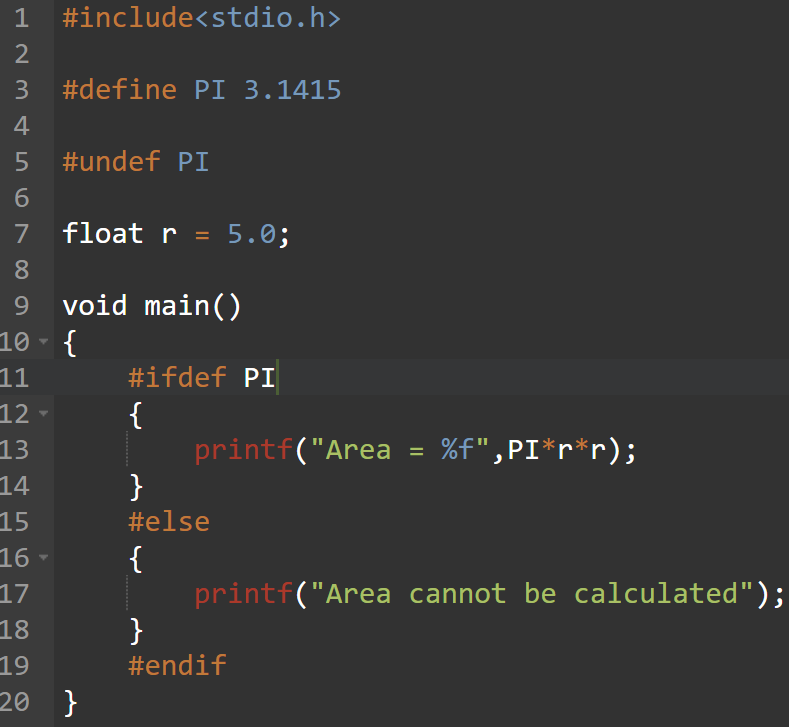 1 #include<stdio.h>
2
3 #define PI 3.1415
4
5 #undef PI
6
7 float r = 5.0;
8
9 void main()
10 {
11 #ifdef PI
12 {
13 printf("Area = %f",PI*r*r);
14 }
15 #else
16 {
17 printf("Area cannot be calculated");
18 }
19 #endif
20 }